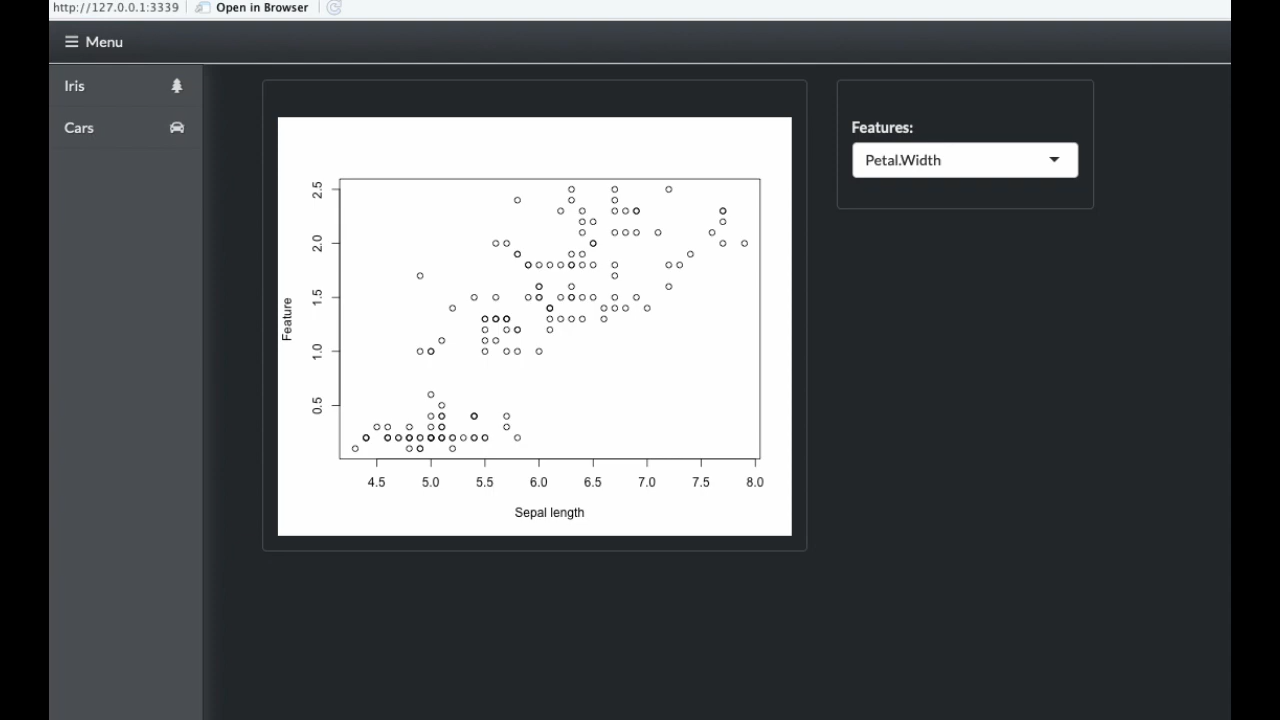 http://127.0.0.1:3339 Open in Browser
Menu
Iris
Cars
Features:
Petal.Width
2.5
2.0
1.5
1.0
0.5
Feature
4.5 5.0 5.5 6.0 6.5 7.0 7.5 8.0
Sepal length